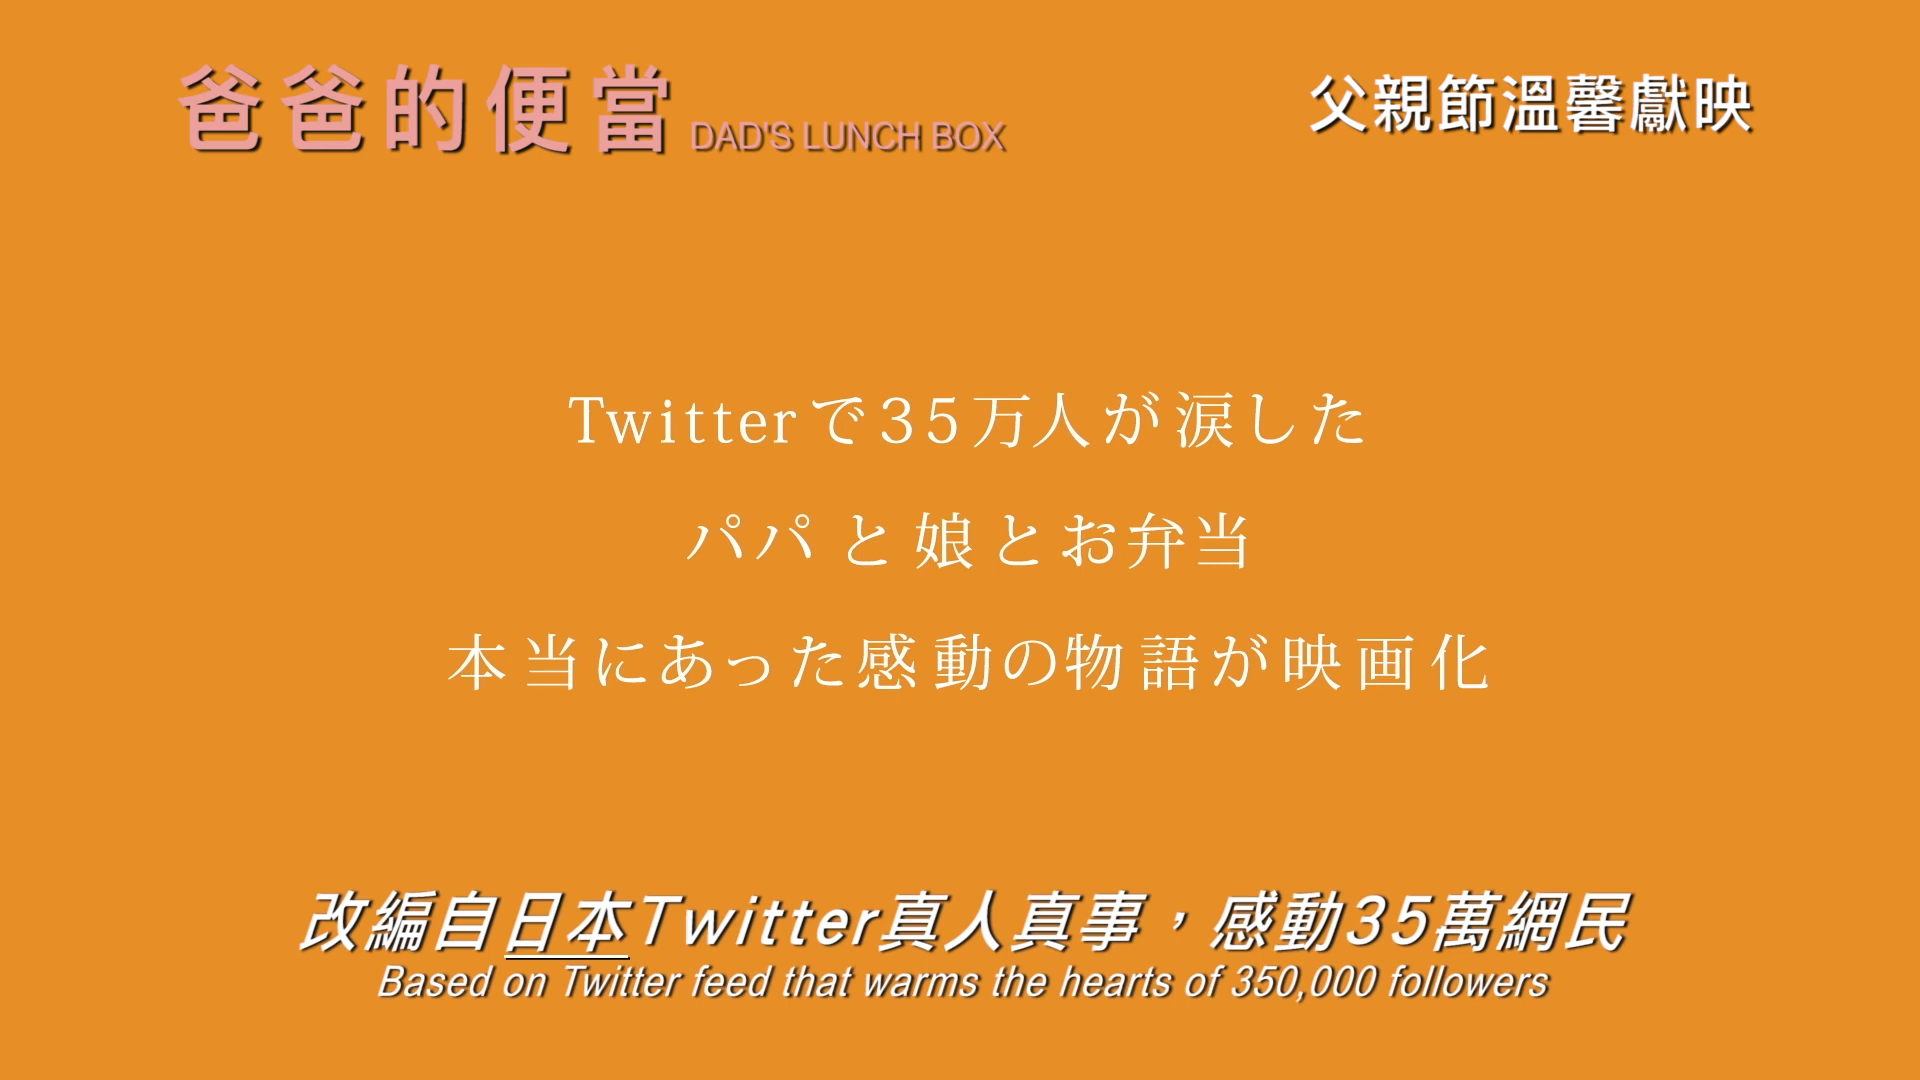 爸爸的便當 DAD'S LUNCH BOX
父親節溫馨獻映
Twitterで35万人が涙した
パパと娘とお弁当
本当にあった感動の物語が映画化
改編自日本Twitter真人真事，感動35萬網民
Based on Twitter feed that warms the hearts of 350,000 followers